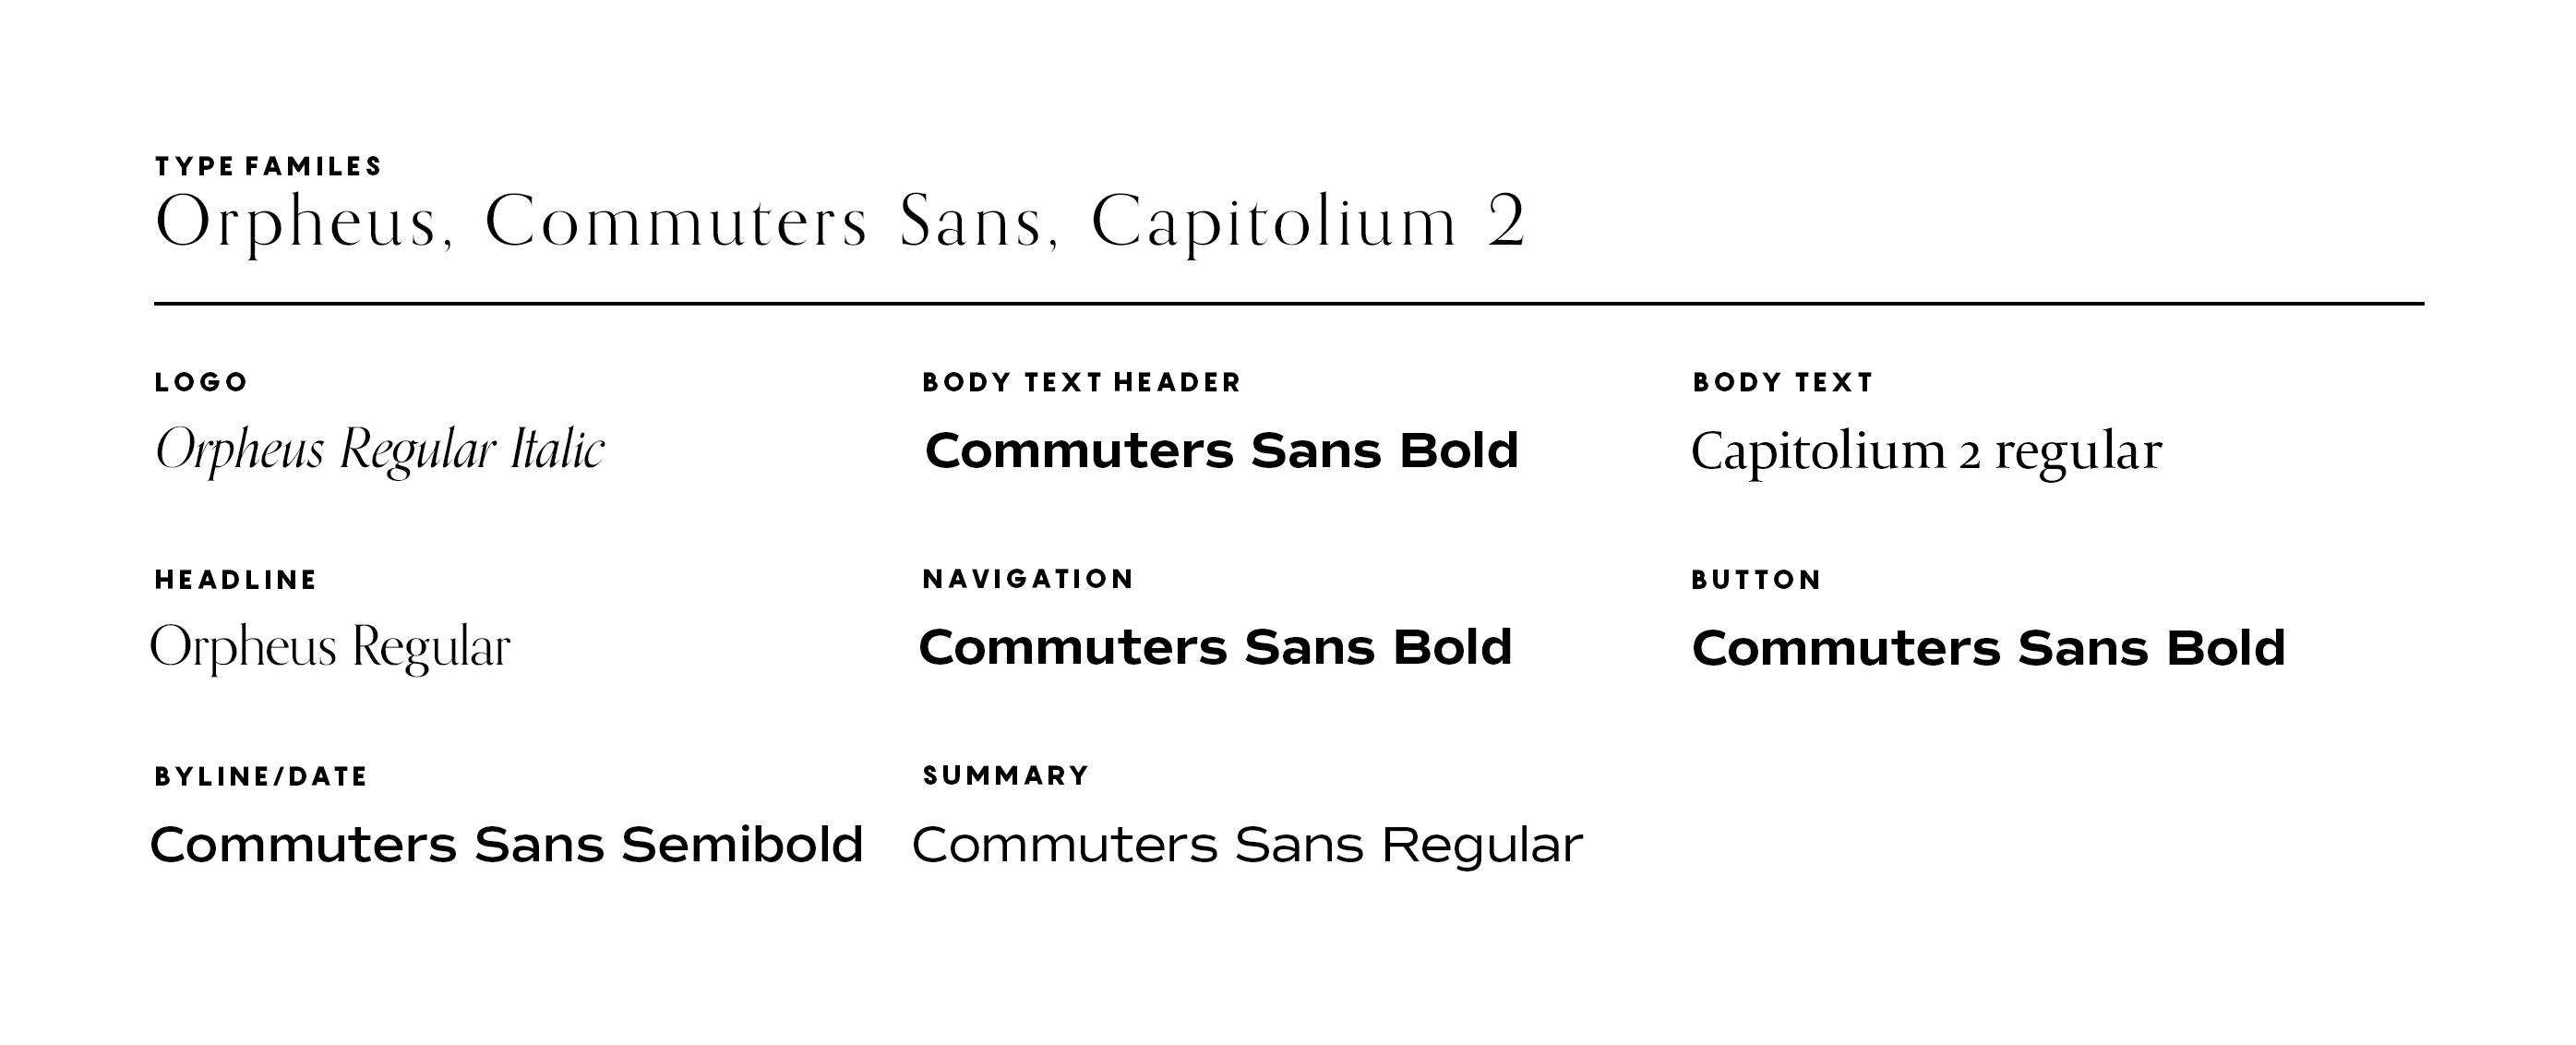 TYPE FAMILES
Orpheus, Commuters Sans, Capitolium 2
LOGO
Orpheus Regular Italic
BODY TEXT HEADER
Commuters Sans Bold
BODY TEXT
Capitolium 2 regular
HEADLINE
Orpheus Regular
NAVIGATION
Commuters Sans Bold
BUTTON
Commuters Sans Bold
BYLINE/DATE
Commuters Sans Semibold
SUMMARY
Commuters Sans Regular